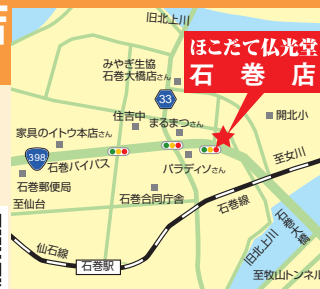 店
旧北上川
ほこだて仏光堂
石巻店
みやぎ生協
石巻大橋店さん
33
住吉中
まるまつさん
開北小
家具のイトウ本店さん
398
石巻バイパス
パラディソさん
至女川
石巻郵便局
至仙台
石巻合同庁舎
石巻線
石巻大橋
旧北上川
仙石線
石巻駅
至牧山トンネル